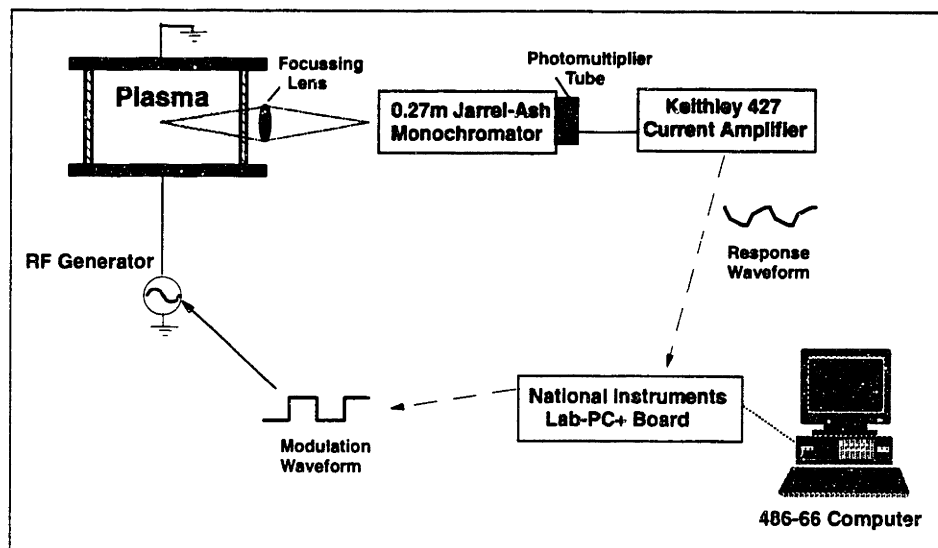 Plasma
Focussing
Lens
Photomultiplier
Tube
0.27m Jarrel-Ash
Monochromator
Keithley 427
Current Amplifier
RF Generator
Response
Waveform
National Instruments
Lab-PC+ Board
Modulation
Waveform
486-66 Computer